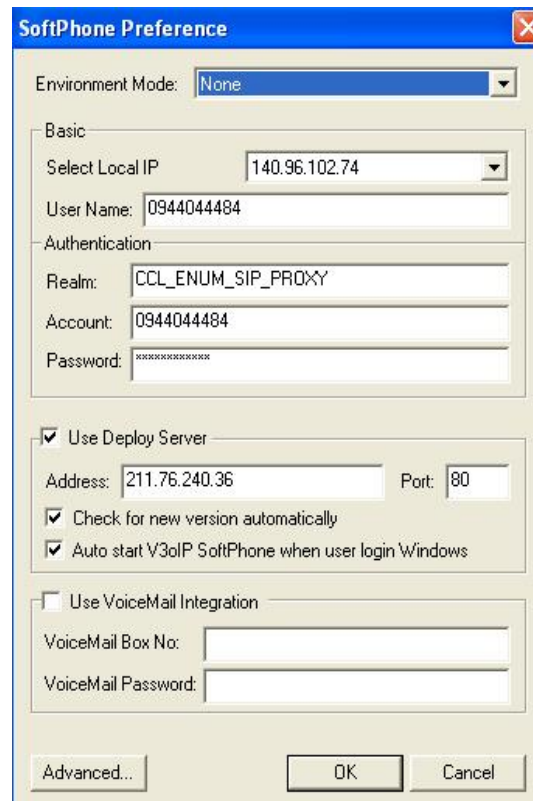 SoftPhone Preference
Environment Mode: None
Basic
Select Local IP 140.96.102.74
User Name: 0944044484
Authentication
Realm: CCL_ENUM_SIP_PROXY
Account: 0944044484
Password: ************
Use Deploy Server
Address: 211.76.240.36 Port: 80
Check for new version automatically
Auto start V3oIP SoftPhone when user login Windows
Use VoiceMail Integration
VoiceMail Box No:
VoiceMail Password:
Advanced... OK Cancel